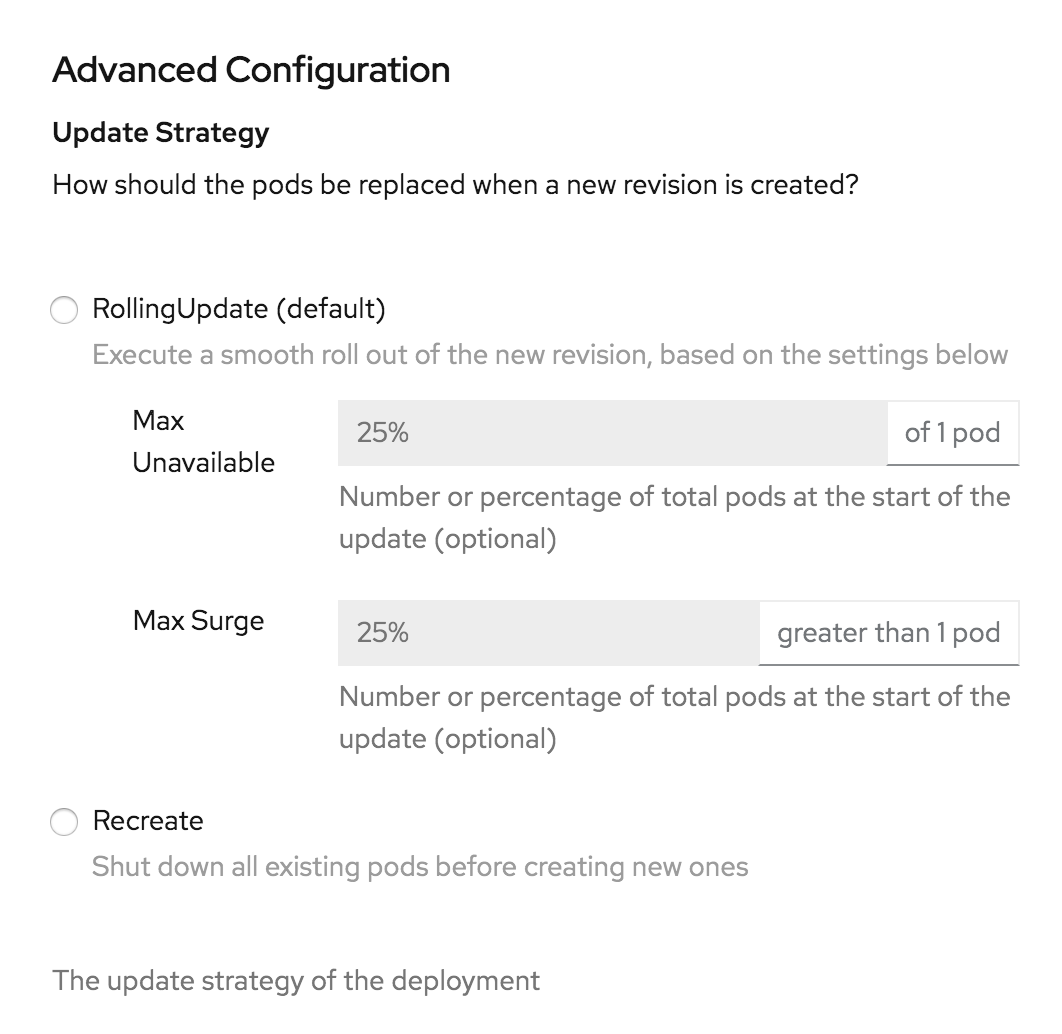 Advanced Configuration
Update Strategy
How should the pods be replaced when a new revision is created?
RollingUpdate (default)
Execute a smooth roll out of the new revision, based on the settings below
Max
Unavailable
25%
of 1 pod
Number or percentage of total pods at the start of the
update (optional)
Max Surge
25%
greater than 1 pod
Number or percentage of total pods at the start of the
update (optional)
Recreate
Shut down all existing pods before creating new ones
The update strategy of the deployment